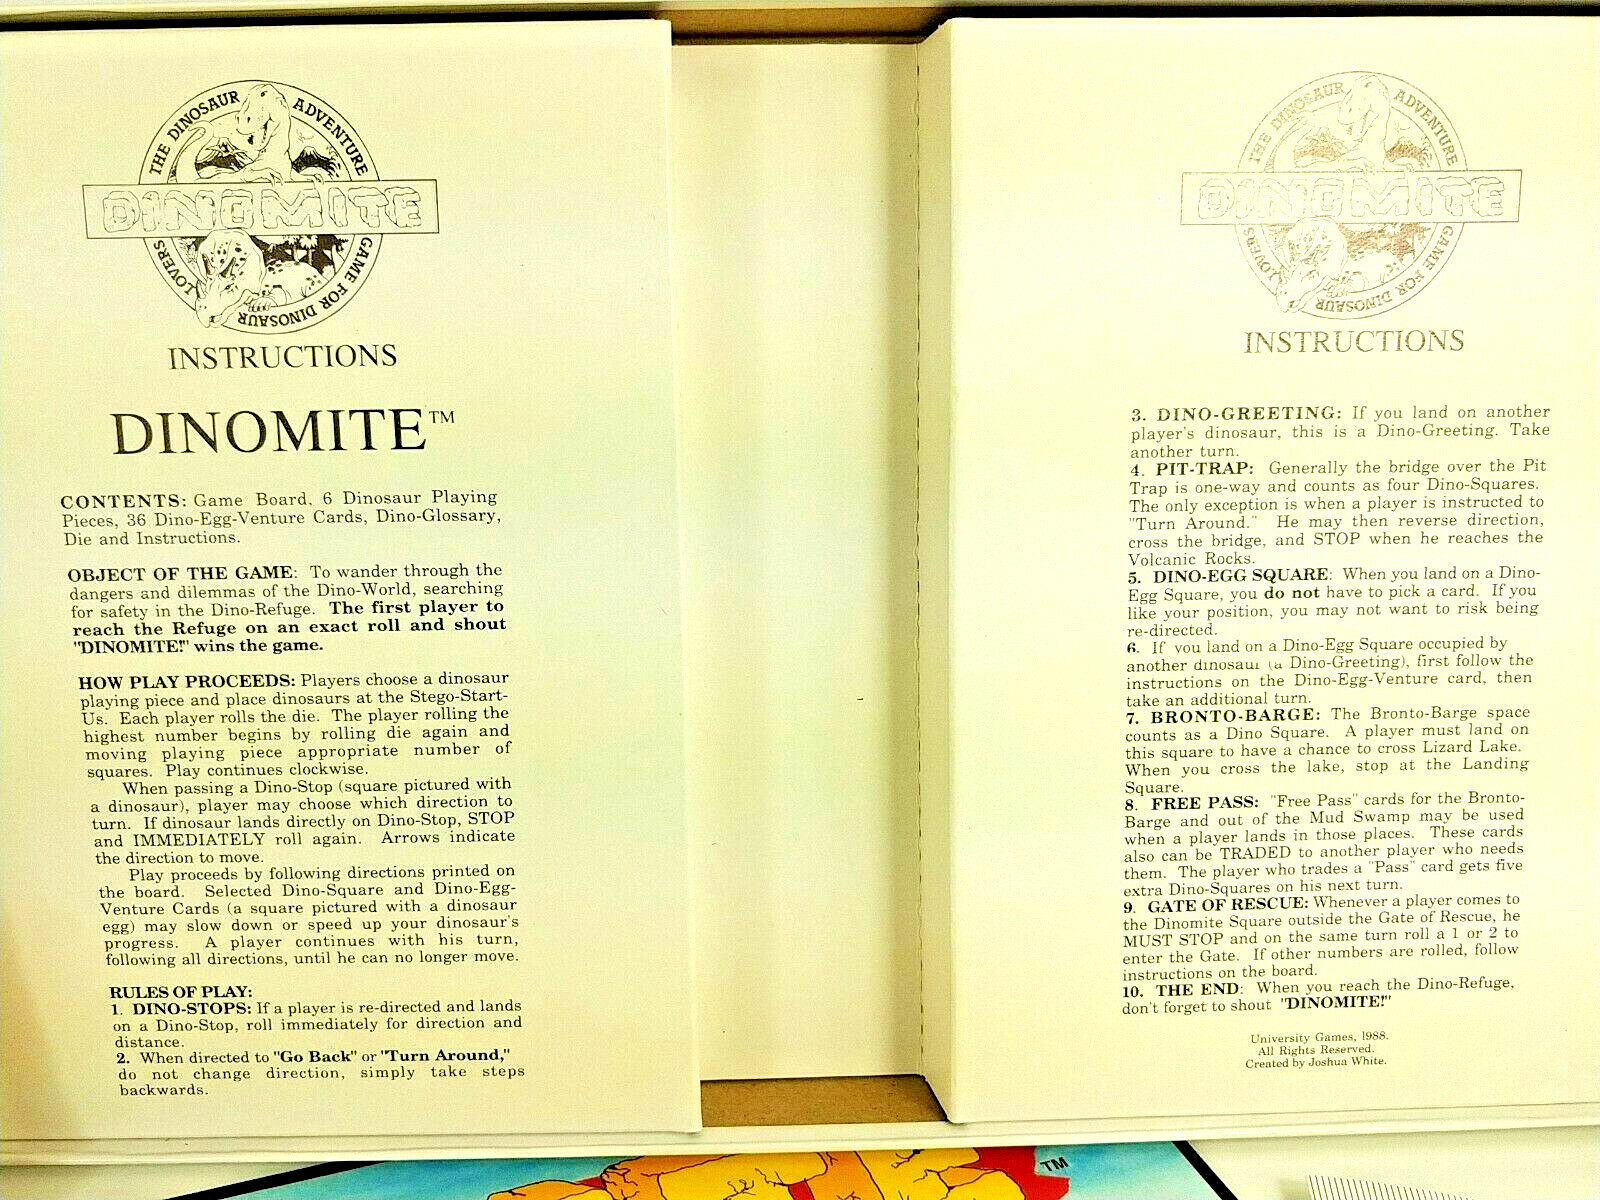 THE DINOSAUR ADVENTURE
DINOMITE
GAME FOR DINOSAUR LOVERS
INSTRUCTIONS
DINOMITE™
CONTENTS: Game Board, 6 Dinosaur Playing
Pieces, 36 Dino-Egg-Venture Cards, Dino-Glossary,
Die and Instructions.
OBJECT OF THE GAME: To wander through the
dangers and dilemmas of the Dino-World, searching
for safety in the Dino-Refuge. The first player to
reach the Refuge on an exact roll and shout
"DINOMITE!" wins the game.
HOW PLAY PROCEEDS: Players choose a dinosaur
playing piece and place dinosaurs at the Stego-Start-
Us. Each player rolls the die. The player rolling the
highest number begins by rolling die again and
moving playing piece appropriate number of
squares. Play continues clockwise.
When passing a Dino-Stop (square pictured with
a dinosaur), player may choose which direction to
turn. If dinosaur lands directly on Dino-Stop, STOP
and IMMEDIATELY roll again. Arrows indicate
the direction to move.
Play proceeds by following directions printed on
the board. Selected Dino-Square and Dino-Egg-
Venture Cards (a square pictured with a dinosaur
egg) may slow down or speed up your dinosaur's
progress. A player continues with his turn,
following all directions, until he can no longer move.
RULES OF PLAY:
1. DINO-STOPS: If a player is re-directed and lands
on a Dino-Stop, roll immediately for direction and
distance.
2. When directed to "Go Back" or "Turn Around,"
do not change direction, simply take steps
backwards.
THE DINOSAUR ADVENTURE
DINOMITE
GAME FOR DINOSAUR LOVERS
INSTRUCTIONS
3. DINO-GREETING: If you land on another
player's dinosaur, this is a Dino-Greeting. Take
another turn.
4. PIT-TRAP: Generally the bridge over the Pit
Trap is one-way and counts as four Dino-Squares.
The only exception is when a player is instructed to
"Turn Around." He may then reverse direction,
cross the bridge, and STOP when he reaches the
Volcanic Rocks.
5. DINO-EGG SQUARE: When you land on a Dino-
Egg Square, you do not have to pick a card. If you
like your position, you may not want to risk being
re-directed.
6. If you land on a Dino-Egg Square occupied by
another dinosaur (a Dino-Greeting), first follow the
instructions on the Dino-Egg-Venture card, then
take an additional turn.
7. BRONTO-BARGE: The Bronto-Barge space
counts as a Dino Square. A player must land on
this square to have a chance to cross Lizard Lake.
When you cross the lake, stop at the Landing
Square.
8. FREE PASS: "Free Pass" cards for the Bronto-
Barge and out of the Mud Swamp may be used
when a player lands in those places. These cards
also can be TRADED to another player who needs
them. The player who trades a "Pass" card gets five
extra Dino-Squares on his next turn.
9. GATE OF RESCUE: Whenever a player comes to
the Dinomite Square outside the Gate of Rescue, he
MUST STOP and on the same turn roll a 1 or 2 to
enter the Gate. If other numbers are rolled, follow
instructions on the board.
10. THE END: When you reach the Dino-Refuge,
don't forget to shout "DINOMITE!"
University Games, 1988.
All Rights Reserved.
Created by Joshua White.
TM